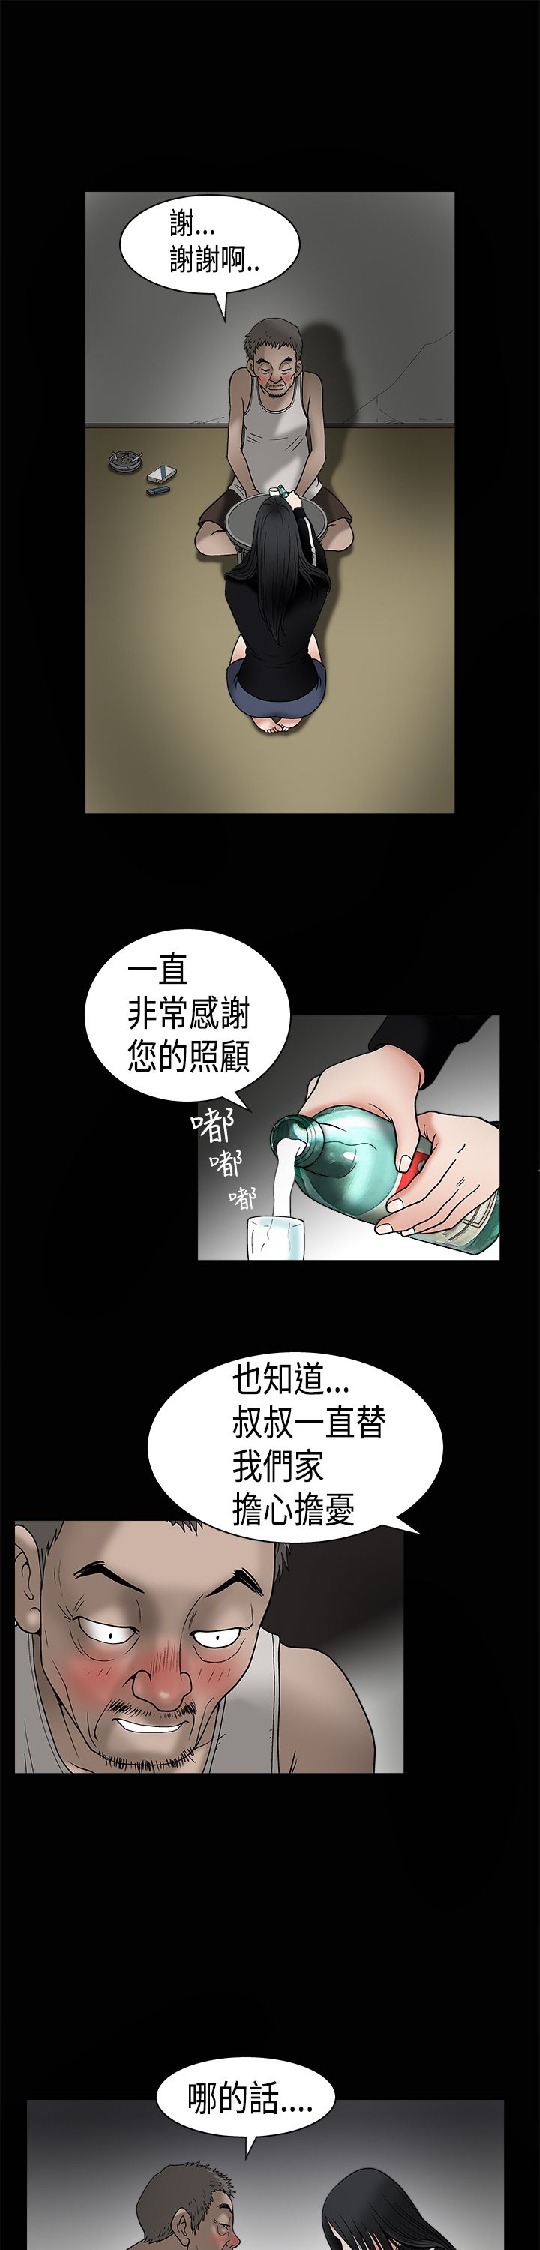 謝...
謝謝啊..
一直
非常感謝
您的照顧
嘟
嘟
嘟
也知道...
叔叔一直替
我們家
擔心擔憂
哪的話....